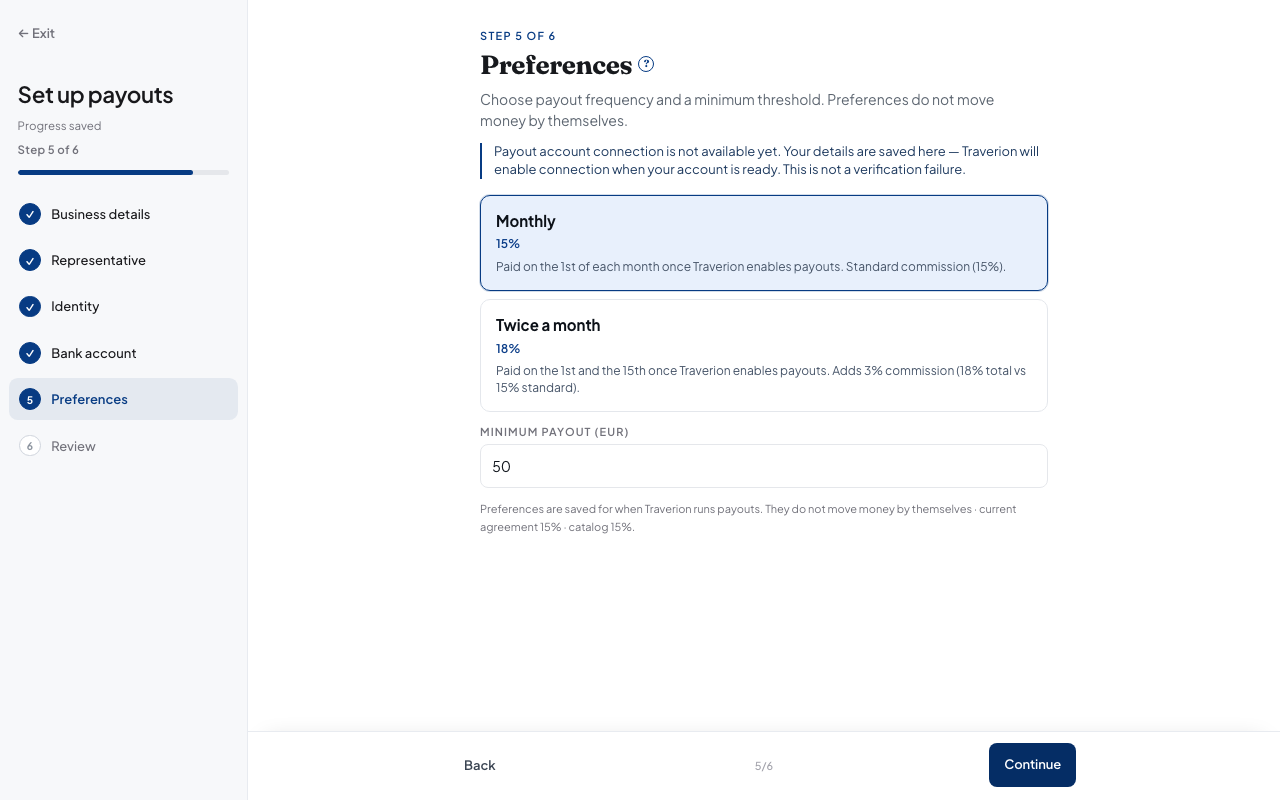 ← Exit
Set up payouts
Progress saved
Step 5 of 6
Business details
Representative
Identity
Bank account
5 Preferences
6 Review
STEP 5 OF 6
Preferences ?
Choose payout frequency and a minimum threshold. Preferences do not move
money by themselves.
Payout account connection is not available yet. Your details are saved here — Traverion will
enable connection when your account is ready. This is not a verification failure.
Monthly
15%
Paid on the 1st of each month once Traverion enables payouts. Standard commission (15%).
Twice a month
18%
Paid on the 1st and the 15th once Traverion enables payouts. Adds 3% commission (18% total vs
15% standard).
MINIMUM PAYOUT (EUR)
50
Preferences are saved for when Traverion runs payouts. They do not move money by themselves · current
agreement 15% · catalog 15%.
Back
5/6
Continue